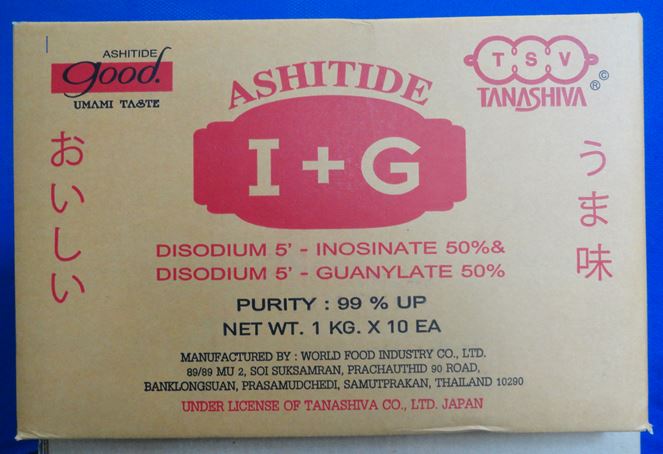 ASHITIDE
good.
UMAMI TASTE
TSV
TANASHIVA
®
©
ASHITIDE
I+G
おいしい
うま味
DISODIUM 5' - INOSINATE 50%&
DISODIUM 5' - GUANYLATE 50%
PURITY : 99 % UP
NET WT. 1 KG. X 10 EA
MANUFACTURED BY : WORLD FOOD INDUSTRY CO., LTD.
89/89 MU 2, SOI SUKSAMRAN, PRACHAUTHID 90 ROAD,
BANKLONGSUAN, PRASAMUDCHEDI, SAMUTPRAKAN, THAILAND 10290
UNDER LICENSE OF TANASHIVA CO., LTD. JAPAN